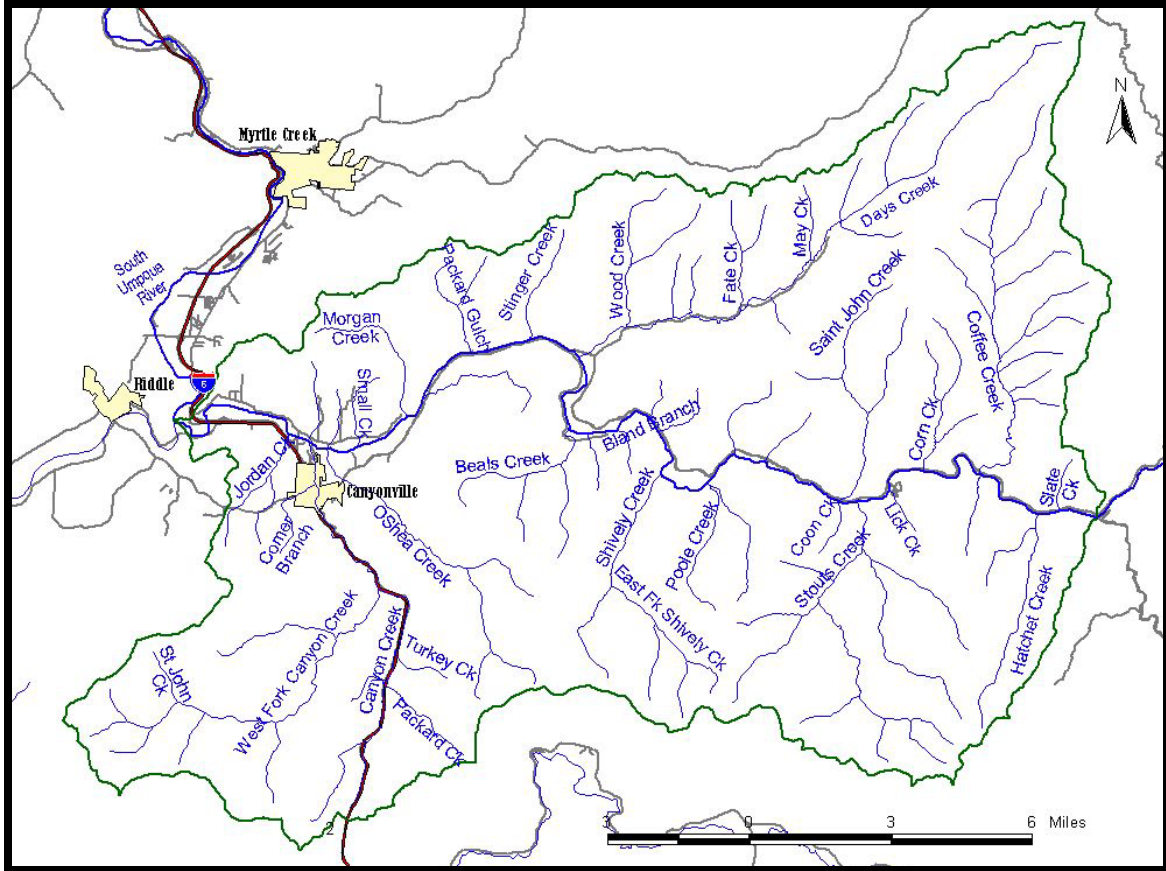 N
Myrtle Creek
Days Creek
May Ck
Fate Ck
Wood Creek
Stinger Creek
Packard Gulch
South
Umpqua
River
Saint John Creek
Coffee Creek
Morgan
Creek
Small Ck
Riddle
5
Corn Ck
Bland Branch
Beals Creek
Jordan Ck
Canyonville
Slate
Ck
Lick Ck
Coon Ck
Shively Creek
Poole Creek
OShea Creek
Comer
Branch
Stouts Creek
East Fk Shively Ck
Hatchet Creek
West Fork Canyon Creek
Canyon Creek
Turkey Ck
St John
Ck
Packard Ck
2
3 0 3 6 Miles